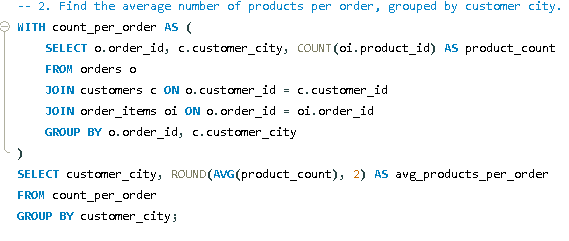 -- 2. Find the average number of products per order, grouped by customer city.
WITH count_per_order AS (
SELECT o.order_id, c.customer_city, COUNT(oi.product_id) AS product_count
FROM orders o
JOIN customers c ON o.customer_id = c.customer_id
JOIN order_items oi ON o.order_id = oi.order_id
GROUP BY o.order_id, c.customer_city
)
SELECT customer_city, ROUND(AVG(product_count), 2) AS avg_products_per_order
FROM count_per_order
GROUP BY customer_city;